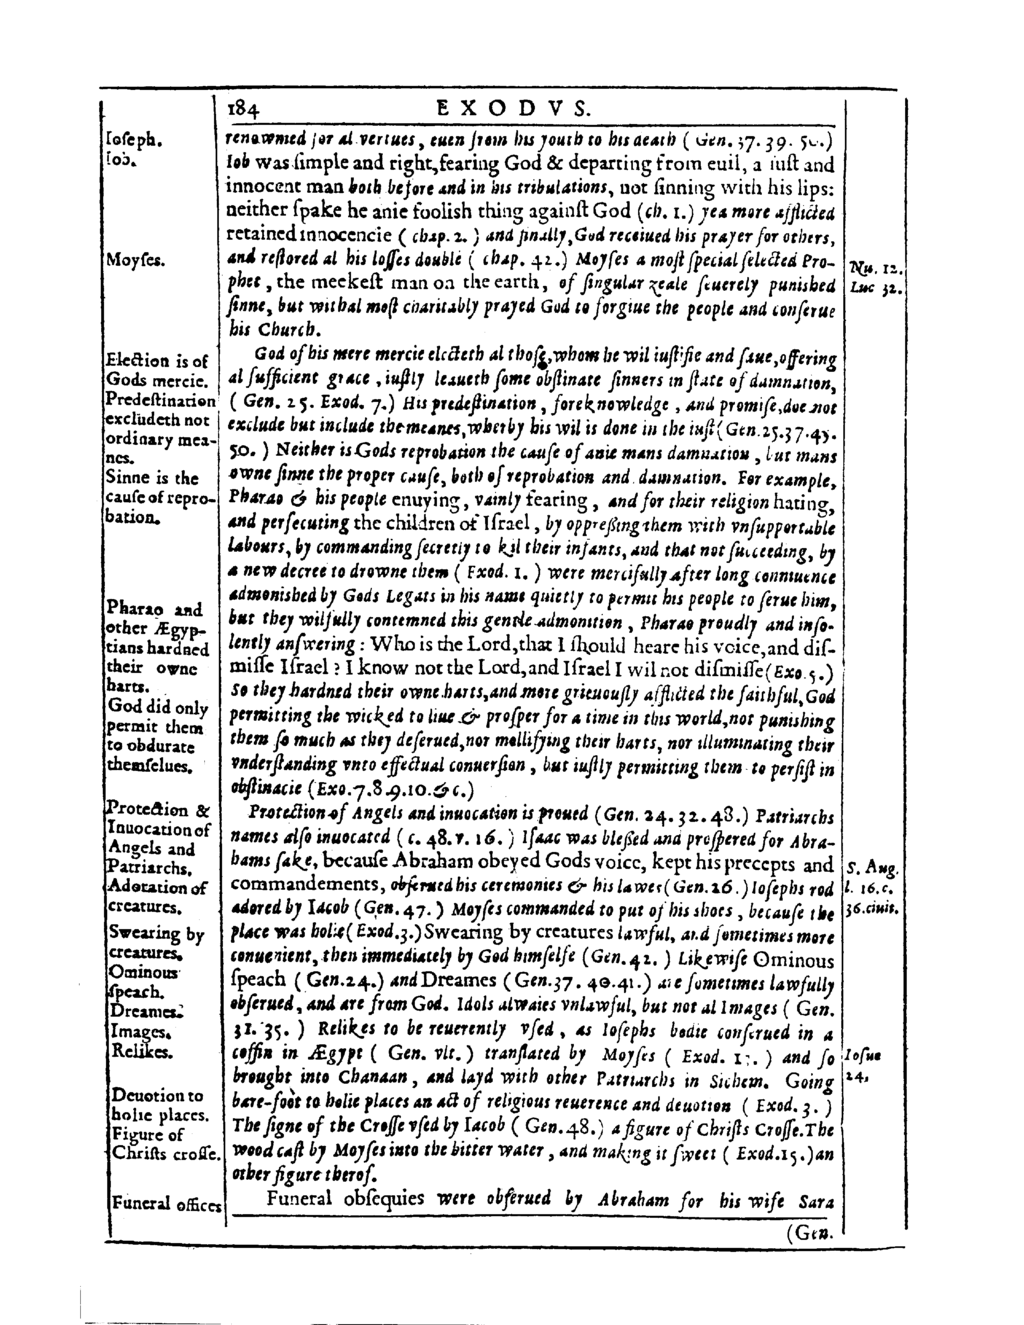 184 EXODVS.
Ioſeph.
Iob.
Moyſes.
Election is of
Gods mercie.
Predeſtination
excludeth not
ordinary mea-
nes.
Sinne is the
cauſe of repro-
bation.
Pharao and
other Ægyp-
tians hardned
their owne
harts.
God did only
permit them
to obdurate
themſelues.
Protection &
Inuocation of
Angels and
Patriarchs.
Adoration of
creatures.
Swearing by
creatures.
Ominous
ſpeach.
Dreames.
Images.
Relikes.
Deuotion to
holie places.
Figure of
Chriſts croſſe.
Funeral offices
renowmed for al vertues, euen from his youth to his death (Gen. 37. 39. 50.)
Iob was ſimple and right, fearing God & departing from euil, a iuſt and
innocent man both before and in his tribulations, not ſinning with his lips:
neither ſpake he anie fooliſh thing againſt God (ch. 1.) yea more afflicted
retained innocencie (chap. 2.) and finally, God receiued his prayer for others,
and reſtored al his loſſes double (chap. 42.) Moyſes a moſt ſpecial ſelected Pro-
phet, the meekeſt man on the earth, of ſingular zeale ſeuerely punished
ſinne, but withal moſt charitably prayed God to forgiue the people and conſerue
his Church.
God of his mere mercie electeth al thoſe, whom he wil iuſtifie and ſaue, offering
al ſufficient grace, iuſtly leaueth ſome obſtinate ſinners in ſtate of damnation,
(Gen. 25. Exod. 7.) His predeſtination, foreknowledge, and promiſe, doe not
exclude but include the meanes, wherby his wil is done in the iuſt (Gen. 25. 37. 45.
50.) Neither is Gods reprobation the cauſe of anie mans damnation, but mans
owne ſinne the proper cauſe, both of reprobation and damnation. For example,
Pharao & his people enuying, vainly fearing, and for their religion hating,
and perſecuting the children of Iſrael, by oppreſſing them with vnſupportable
labours, by commanding ſecretly to kil their infants, and that not ſucceeding, by
a new decree to drowne them (Exod. 1.) were mercifully after long conniuence
admonished by Gods Legats in his name quietly to permit his people to ſerue him,
but they wilfully contemned this gentle admonition, Pharao proudly and inſo-
lently anſwering: Who is the Lord, that I ſhould heare his voice, and diſ-
miſſe Iſrael? I know not the Lord, and Iſrael I wil not diſmiſſe (Exo. 5.)
So they hardned their owne harts, and more grieuouſly afflicted the faithful, God
permitting the wicked to liue & proſper for a time in this world, not punishing
them ſo much as they deſerued, nor mollifying their harts, nor illuminating their
vnderſtanding vnto effectual conuerſion, but iuſtly permitting them to perſiſt in
obſtinacie (Exo. 7. 8. 9. 10. &c.)
Protection of Angels and inuocation is proued (Gen. 24. 32. 48.) Patriarchs
names alſo inuocated (c. 48. v. 16.) Iſaac was bleſſed and proſpered for Abra-
hams ſake, becauſe Abraham obeyed Gods voice, kept his precepts and
commandements, obſerued his ceremonies & his lawes (Gen. 26.) Ioſephs rod
adored by Iacob (Gen. 47.) Moyſes commanded to put of his shoes, becauſe the
place was holie (Exod. 3.) Swearing by creatures lawful, and ſometimes more
conuenient, then immediately by God himſelfe (Gen. 42.) Likewiſe Ominous
ſpeach (Gen. 24.) and Dreames (Gen. 37. 40. 41.) are ſometimes lawfully
obſerued, and are from God. Idols alwaies vnlawful, but not al Images (Gen.
31. 35.) Relikes to be reuerently vſed, as Ioſephs bodie conſerued in a
coffin in Ægypt (Gen. vlt.) tranſlated by Moyſes (Exod. 13.) and ſo
brought into Chanaan, and layd with other Patriarchs in Sichem. Going
bare-foot to holie places an act of religious reuerence and deuotion (Exod. 3.)
The ſigne of the Croſſe vſed by Iacob (Gen. 48.) a figure of Chriſts Croſſe. The
wood caſt by Moyſes into the bitter water, and making it ſweet (Exod. 15.) an
other figure therof.
Funeral obſequies were obſerued by Abraham for his wife Sara
(Gen.
Nu. 12.
Luc 32.
S. Aug.
l. 16. c.
36. ciuit.
Ioſue
24.